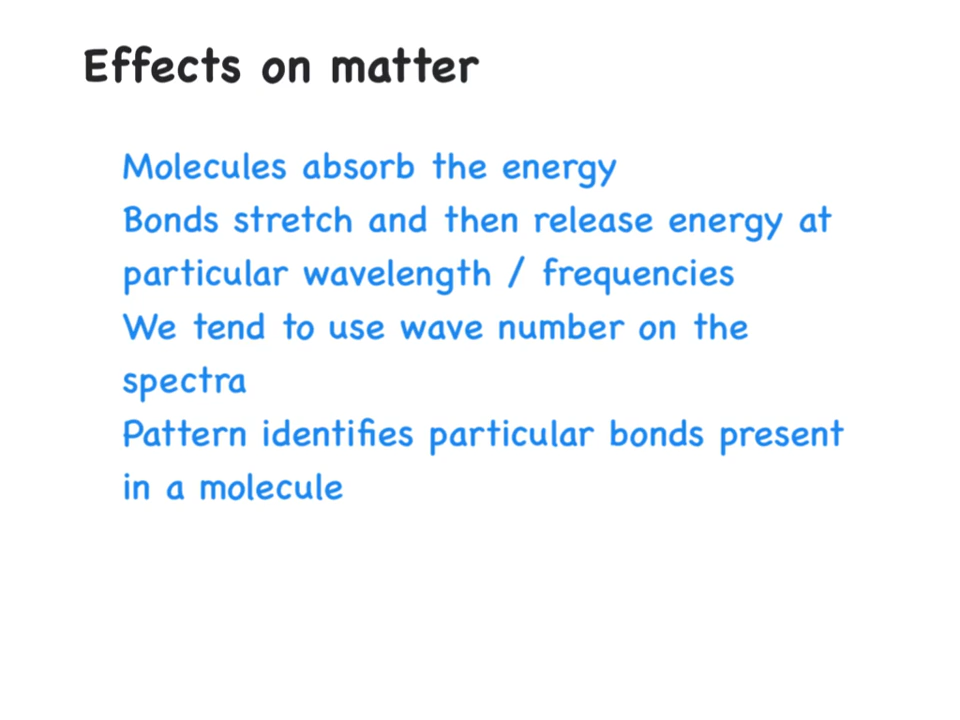 Effects on matter
Molecules absorb the energy
Bonds stretch and then release energy at
particular wavelength / frequencies
We tend to use wave number on the
spectra
Pattern identifies particular bonds present
in a molecule